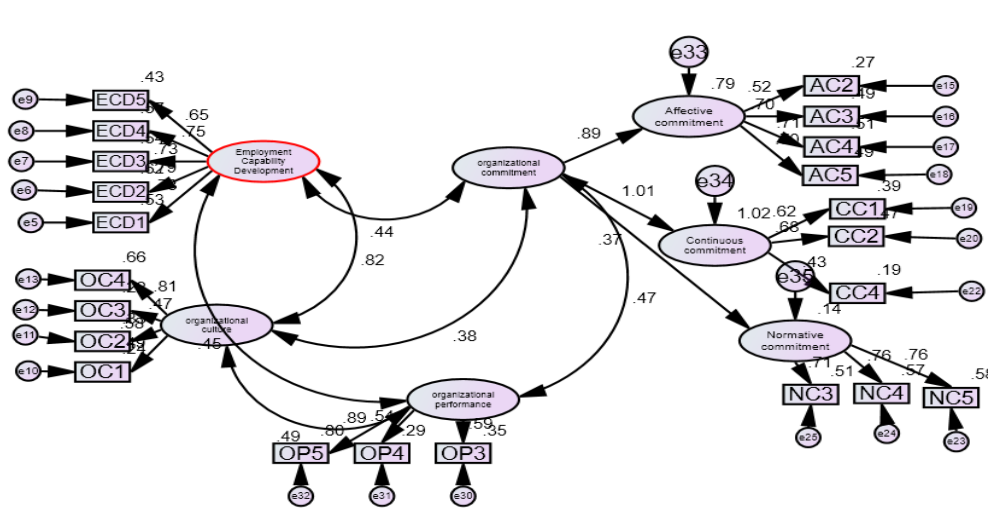 e33
.27
.79
.52
AC2
e15
.43
.49
e9
ECD5
.70
AC3
e16
.65
Affective
commitment
.71
.51
e8
ECD4
.75
.89
AC4
e17
.73
Employment
Capability
Development
organizational
commitment
.49
e7
ECD3
AC5
e18
e34
.39
e6
ECD2
1.01
.53
1.02
.62
CC1
e19
e5
ECD1
.44
.37
.68
.47
Continuous
commitment
CC2
e20
.82
.66
.43
e35
.19
e13
OC4
.81
.47
CC4
e22
.47
.14
e12
OC3
organizational
culture
.38
.58
Normative
commitment
e11
OC2
.45
.76
.76
.71
.51
.57
.58
e10
OC1
organizational
performance
NC3
NC4
NC5
.89
.54
.59
.49
.80
.29
.35
e25
e24
e23
OP5
OP4
OP3
e32
e31
e30